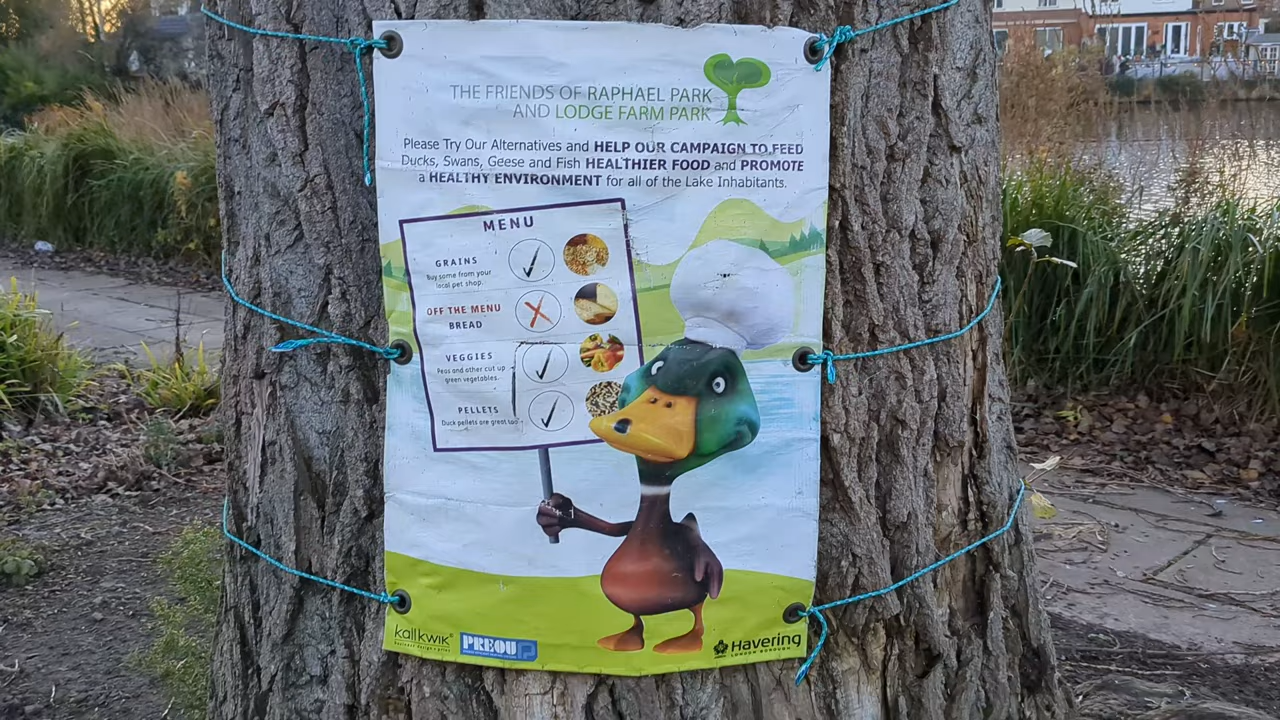 THE FRIENDS OF RAPHAEL PARK
AND LODGE FARM PARK
Please Try Our Alternatives and HELP OUR CAMPAIGN TO FEED
Ducks, Swans, Geese and Fish HEALTHIER FOOD and PROMOTE
a HEALTHY ENVIRONMENT for all of the Lake Inhabitants.
MENU
GRAINS
Buy some from your
local pet shop.
OFF THE MENU
BREAD
VEGGIES
Peas and other cut up
green vegetables.
PELLETS
Duck pellets are great too
kallkwik
PREOU
Havering
LONDON BOROUGH